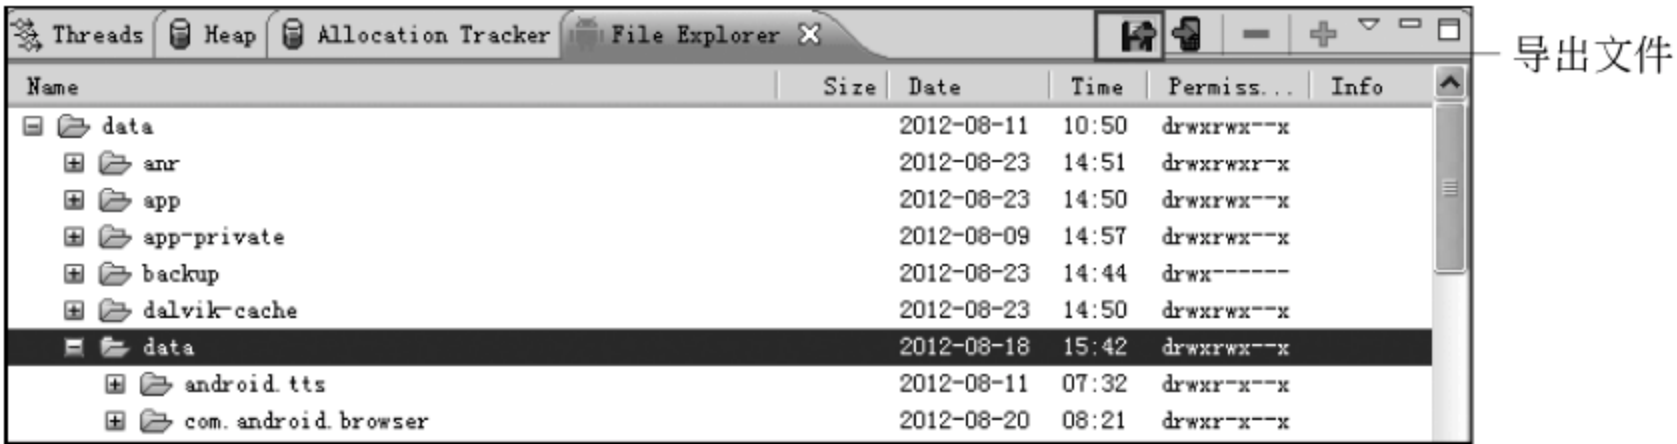 Threads Heap Allocation Tracker File Explorer
导出文件
Name Size Date Time Permiss... Info
data 2012-08-11 10:50 drwxrwx--x
anr 2012-08-23 14:51 drwxrwxr-x
app 2012-08-23 14:50 drwxrwx--x
app-private 2012-08-09 14:57 drwxrwx--x
backup 2012-08-23 14:44 drwx------
dalvik-cache 2012-08-23 14:50 drwxrwx--x
data 2012-08-18 15:42 drwxrwx--x
android.tts 2012-08-11 07:32 drwxr-x--x
com.android.browser 2012-08-20 08:21 drwxr-x--x